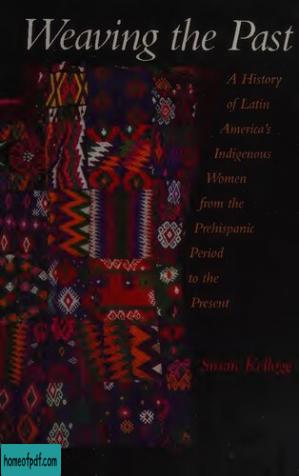 Weaving the Past
A History
of Latin
America's
Indigenous
Women
from the
Prehispanic
Period
to the
Present
Susan Kellogg
homeofpdf.com